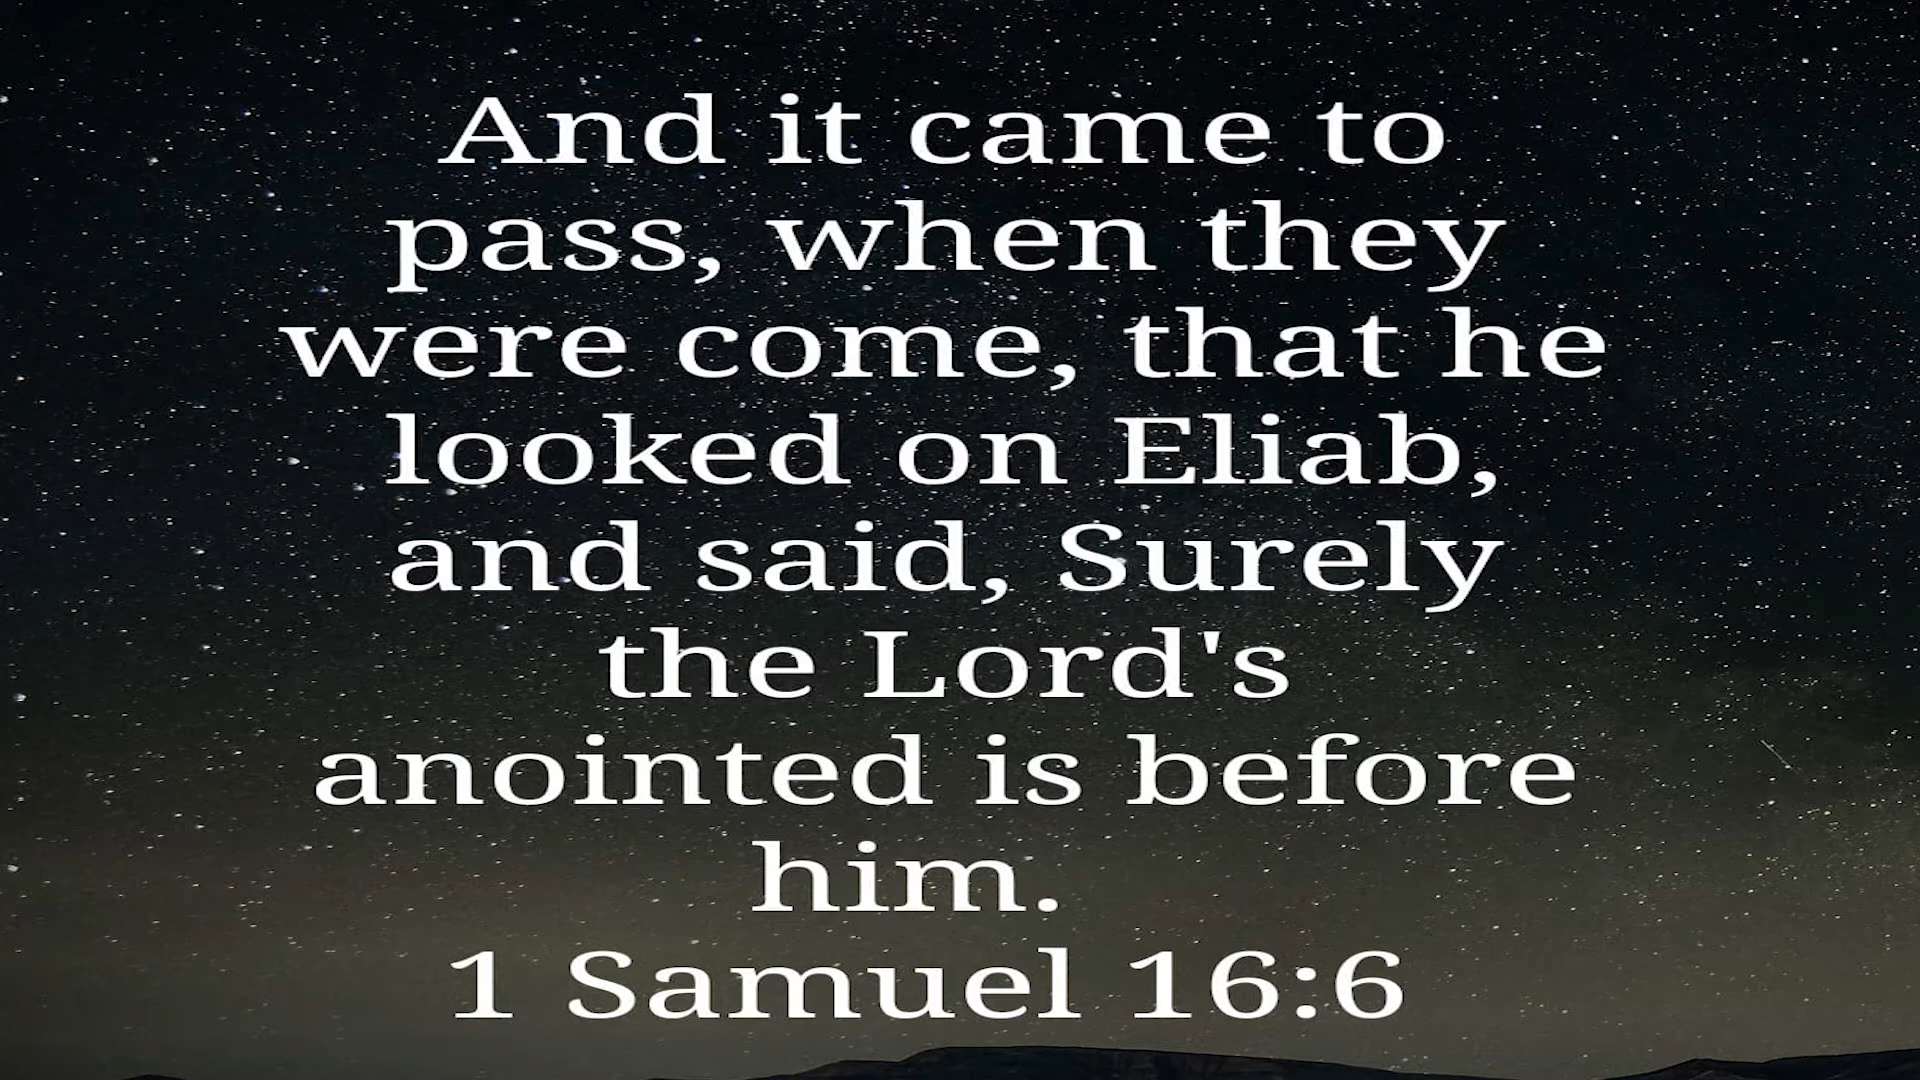 And it came to
pass, when they
were come, that he
looked on Eliab,
and said, Surely
the Lord's
anointed is before
him.
1 Samuel 16:6